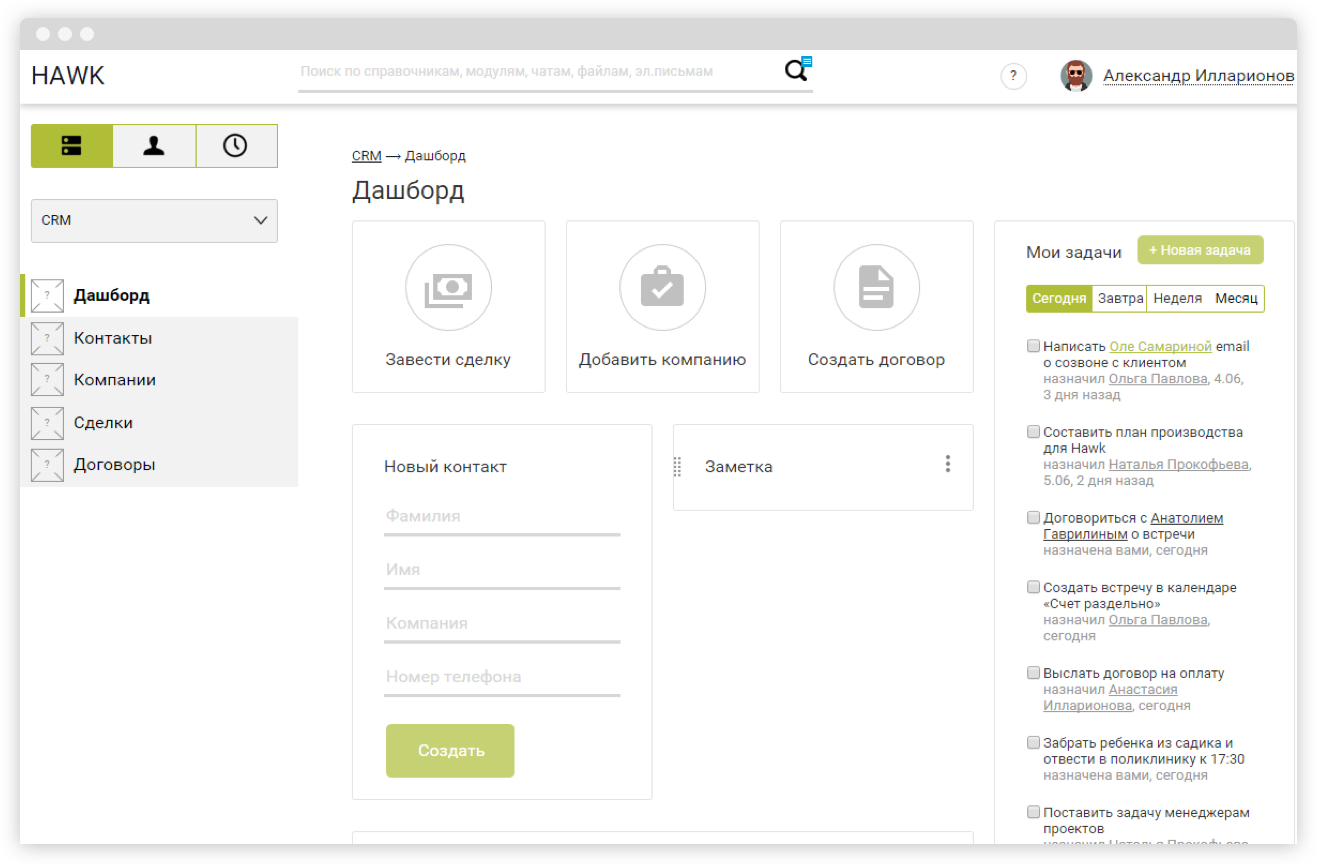 HAWK
Поиск по справочникам, модулям, чатам, файлам, эл.письмам
?
Александр Илларионов
CRM
? Дашборд
? Контакты
? Компании
? Сделки
? Договоры
CRM → Дашборд
Дашборд
Завести сделку
Добавить компанию
Создать договор
Новый контакт
Фамилия
Имя
Компания
Номер телефона
Создать
Заметка
Мои задачи
+ Новая задача
Сегодня Завтра Неделя Месяц
Написать Оле Самариной email
о созвоне с клиентом
назначил Ольга Павлова, 4.06,
3 дня назад
Составить план производства
для Hawk
назначил Наталья Прокофьева,
5.06, 2 дня назад
Договориться с Анатолием
Гаврилиным о встречи
назначена вами, сегодня
Создать встречу в календаре
«Счет раздельно»
назначил Ольга Павлова,
сегодня
Выслать договор на оплату
назначил Анастасия
Илларионова, сегодня
Забрать ребенка из садика и
отвести в поликлинику к 17:30
назначена вами, сегодня
Поставить задачу менеджерам
проектов
назначил Наталья Прокофьева